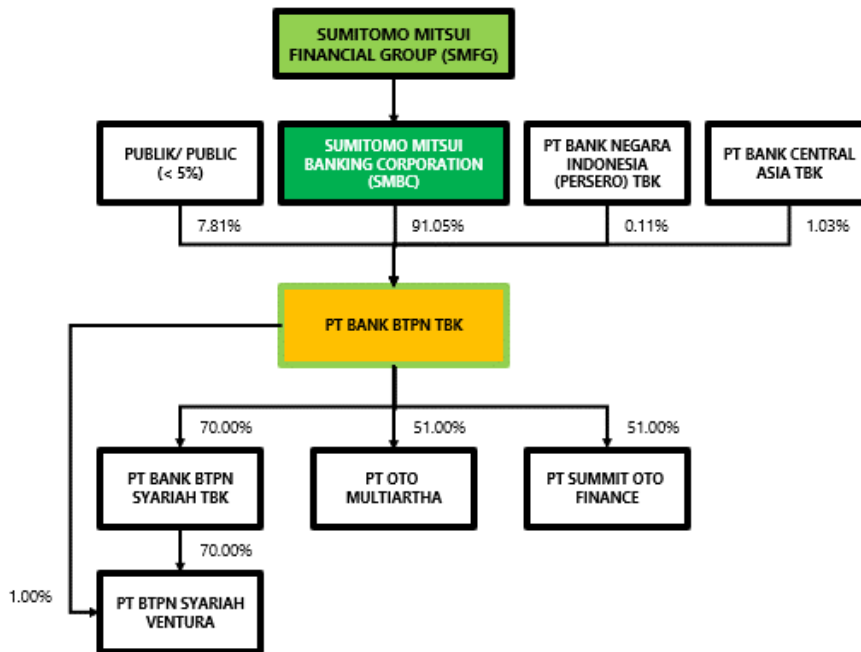 SUMITOMO MITSUI
FINANCIAL GROUP (SMFG)
PUBLIK/ PUBLIC
(< 5%)
SUMITOMO MITSUI
BANKING CORPORATION
(SMBC)
PT BANK NEGARA
INDONESIA
(PERSERO) TBK
PT BANK CENTRAL
ASIA TBK
7.81%
91.05%
0.11%
1.03%
PT BANK BTPN TBK
70.00%
51.00%
51.00%
PT BANK BTPN
SYARIAH TBK
PT OTO
MULTIARTHA
PT SUMMIT OTO
FINANCE
70.00%
1.00%
PT BTPN SYARIAH
VENTURA